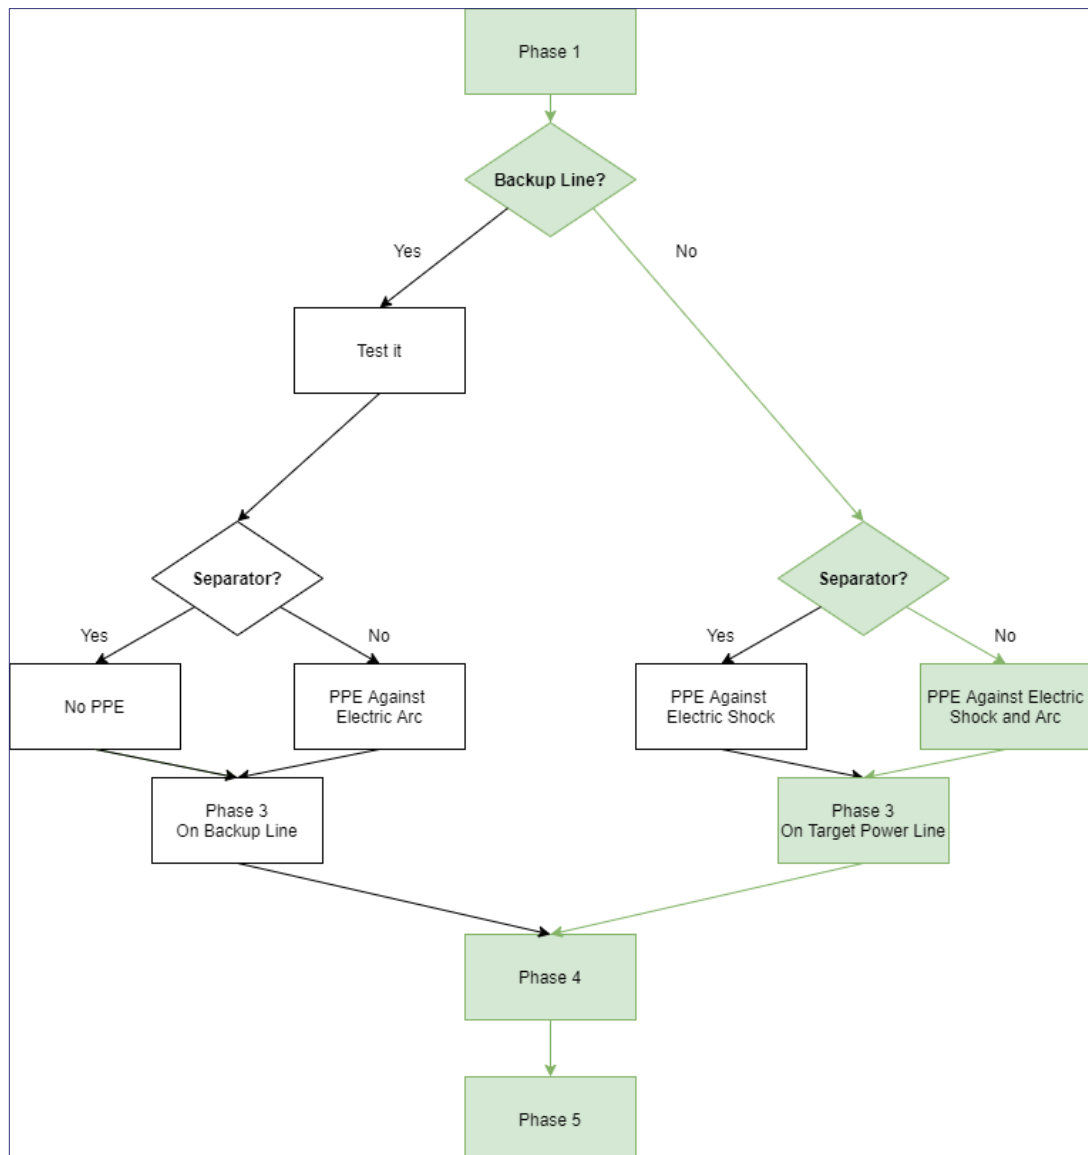 Phase 1
Backup Line?
Yes
No
Test it
Separator?
Separator?
Yes
No
Yes
No
No PPE
PPE Against
Electric Arc
PPE Against
Electric Shock
PPE Against Electric
Shock and Arc
Phase 3
On Backup Line
Phase 3
On Target Power Line
Phase 4
Phase 5